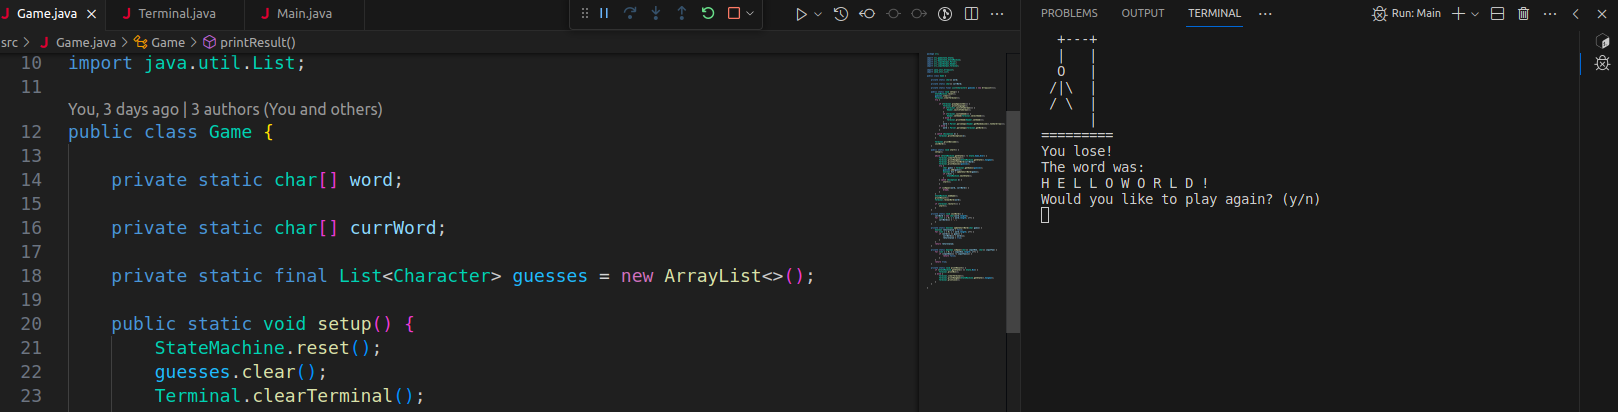 Game.java Terminal.java Main.java
src > Game.java > Game > printResult()
10 import java.util.List;
11
You, 3 days ago | 3 authors (You and others)
12 public class Game {
13
14 private static char[] word;
15
16 private static char[] currWord;
17
18 private static final List<Character> guesses = new ArrayList<>();
19
20 public static void setup() {
21 StateMachine.reset();
22 guesses.clear();
23 Terminal.clearTerminal();
PROBLEMS OUTPUT TERMINAL ··· Run: Main
+---+
|   |
O   |
/|\  |
/ \  |
|
=========
You lose!
The word was:
H E L L O W O R L D !
Would you like to play again? (y/n)